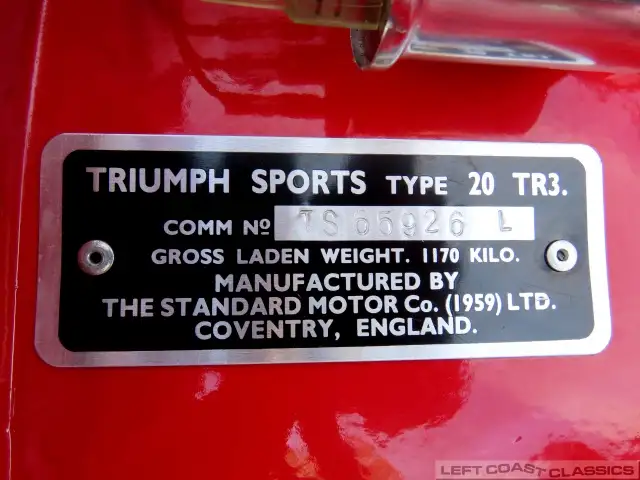 TRIUMPH SPORTS TYPE 20 TR3.
COMM Nº TS 65926 L
GROSS LADEN WEIGHT. 1170 KILO.
MANUFACTURED BY
THE STANDARD MOTOR Co. (1959) LTD.
COVENTRY, ENGLAND.
LEFT COAST CLASSICS